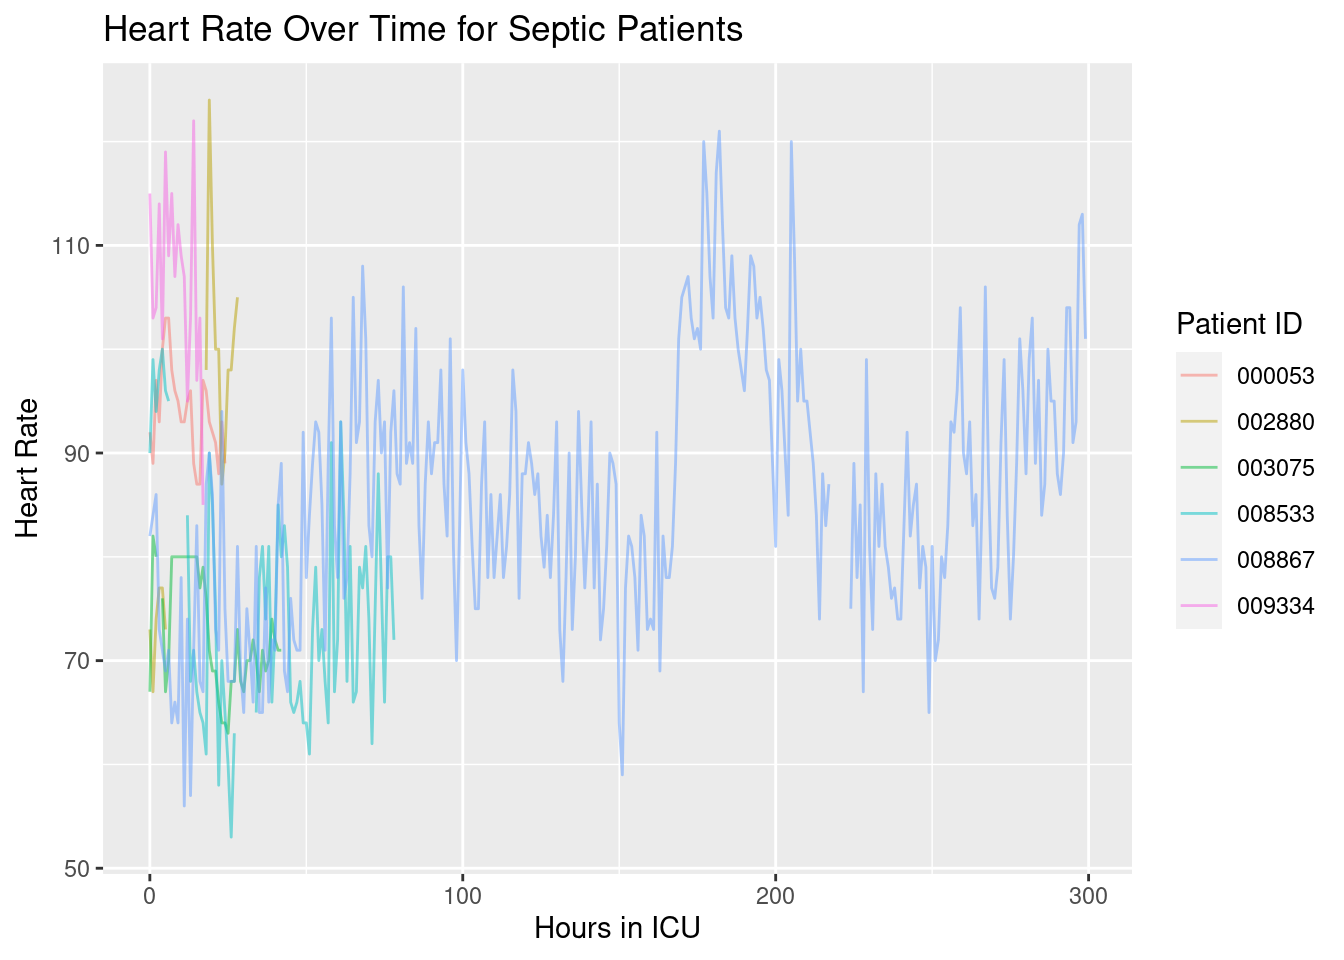 Heart Rate Over Time for Septic Patients
Heart Rate
110
90
70
50
0 100 200 300
Hours in ICU
Patient ID
000053
002880
003075
008533
008867
009334